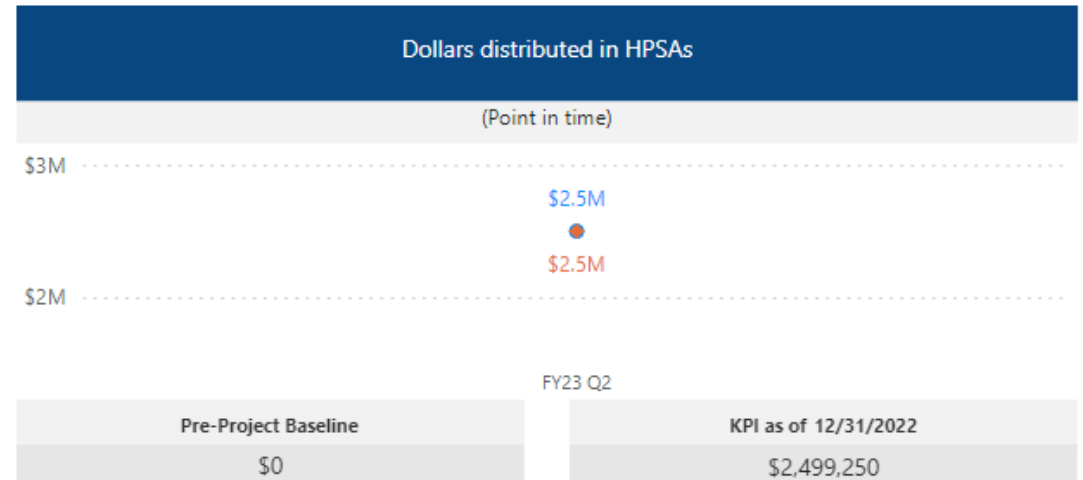 Dollars distributed in HPSAs
(Point in time)
$3M
$2.5M
$2.5M
$2M
FY23 Q2
Pre-Project Baseline
KPI as of 12/31/2022
$0
$2,499,250